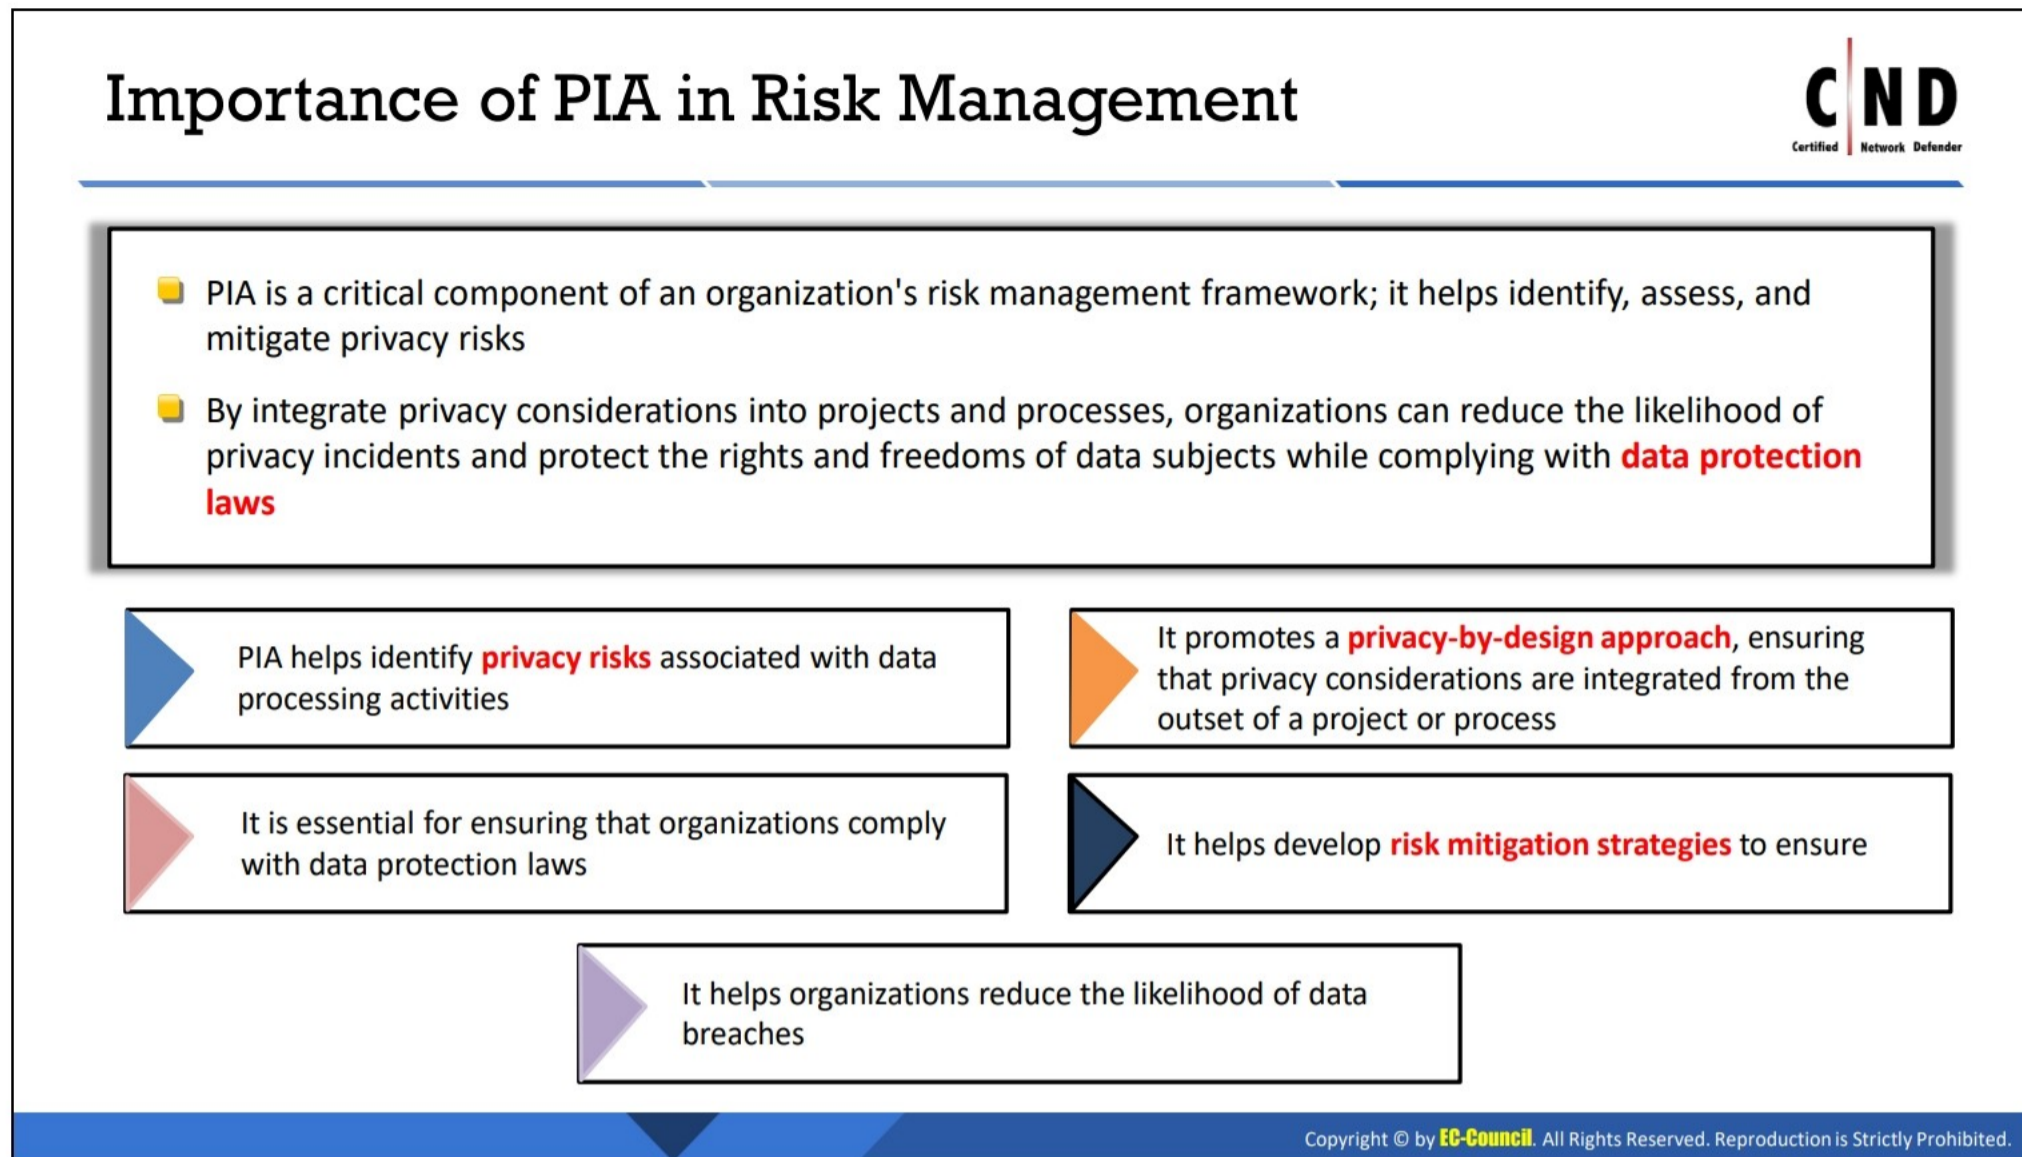 Importance of PIA in Risk Management
C N D
Certified Network Defender
PIA is a critical component of an organization's risk management framework; it helps identify, assess, and
mitigate privacy risks
By integrate privacy considerations into projects and processes, organizations can reduce the likelihood of
privacy incidents and protect the rights and freedoms of data subjects while complying with data protection
laws
PIA helps identify privacy risks associated with data
processing activities
It promotes a privacy-by-design approach, ensuring
that privacy considerations are integrated from the
outset of a project or process
It is essential for ensuring that organizations comply
with data protection laws
It helps develop risk mitigation strategies to ensure
It helps organizations reduce the likelihood of data
breaches
Copyright © by EC-Council. All Rights Reserved. Reproduction is Strictly Prohibited.